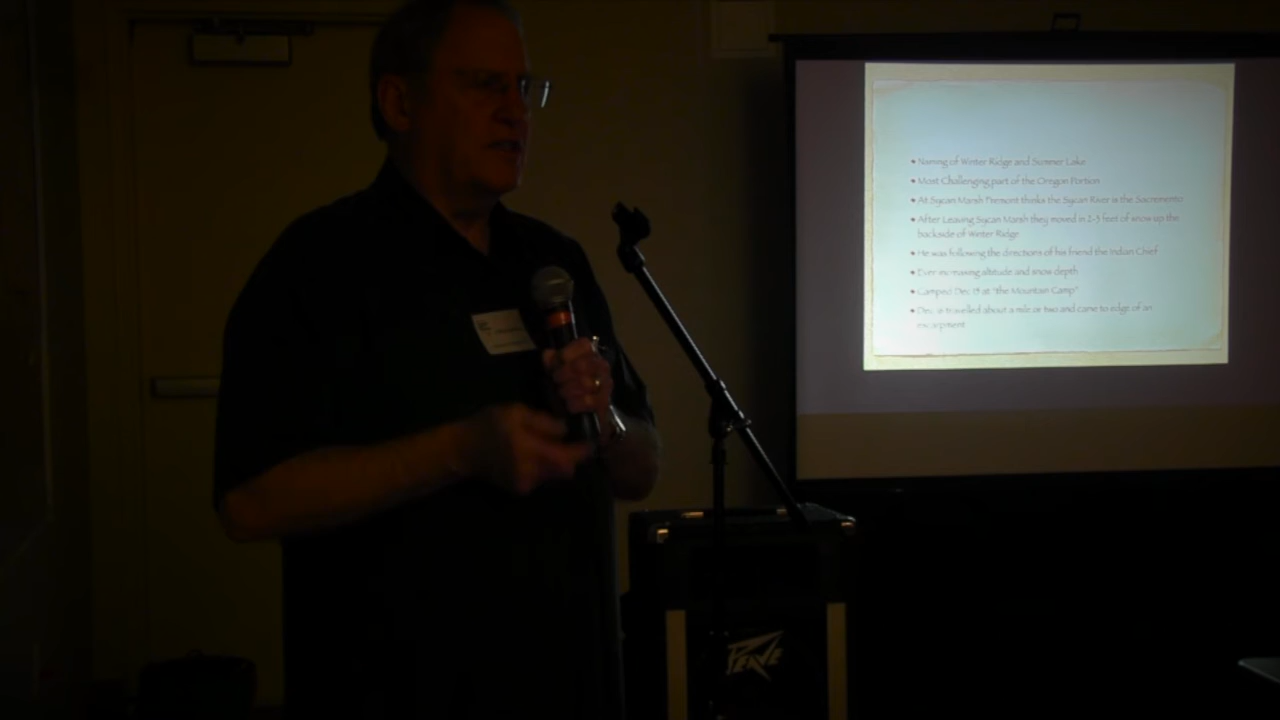 • Naming of Winter Ridge and Summer Lake
• Most Challenging part of the Oregon Portion
• At Sycan Marsh Fremont thinks the Sycan River is the Sacramento
• After Leaving Sycan Marsh they moved in 2-3 feet of snow up the
backside of Winter Ridge
• He was following the directions of his friend the Indian Chief
• Ever increasing altitude and snow depth
• Camped Dec 15 at "the Mountain Camp"
• Dec travelled about a mile or two and came to edge of an
escarpment
PEAVE